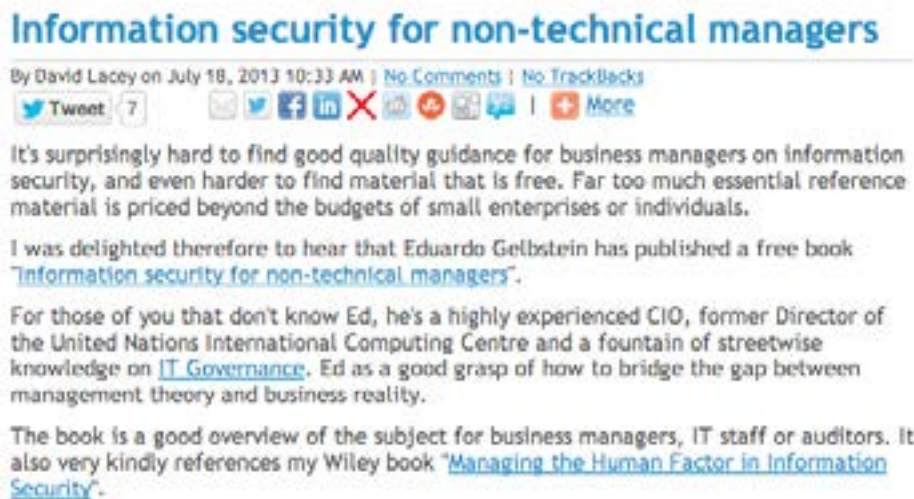 Information security for non-technical managers
By David Lacey on July 18, 2013 10:33 AM | No Comments | No TrackBacks
Tweet 7 | More
It's surprisingly hard to find good quality guidance for business managers on information
security, and even harder to find material that is free. Far too much essential reference
material is priced beyond the budgets of small enterprises or individuals.
I was delighted therefore to hear that Eduardo Gelbstein has published a free book
"Information security for non-technical managers".
For those of you that don't know Ed, he's a highly experienced CIO, former Director of
the United Nations International Computing Centre and a fountain of streetwise
knowledge on IT Governance. Ed as a good grasp of how to bridge the gap between
management theory and business reality.
The book is a good overview of the subject for business managers, IT staff or auditors. It
also very kindly references my Wiley book "Managing the Human Factor in Information
Security".